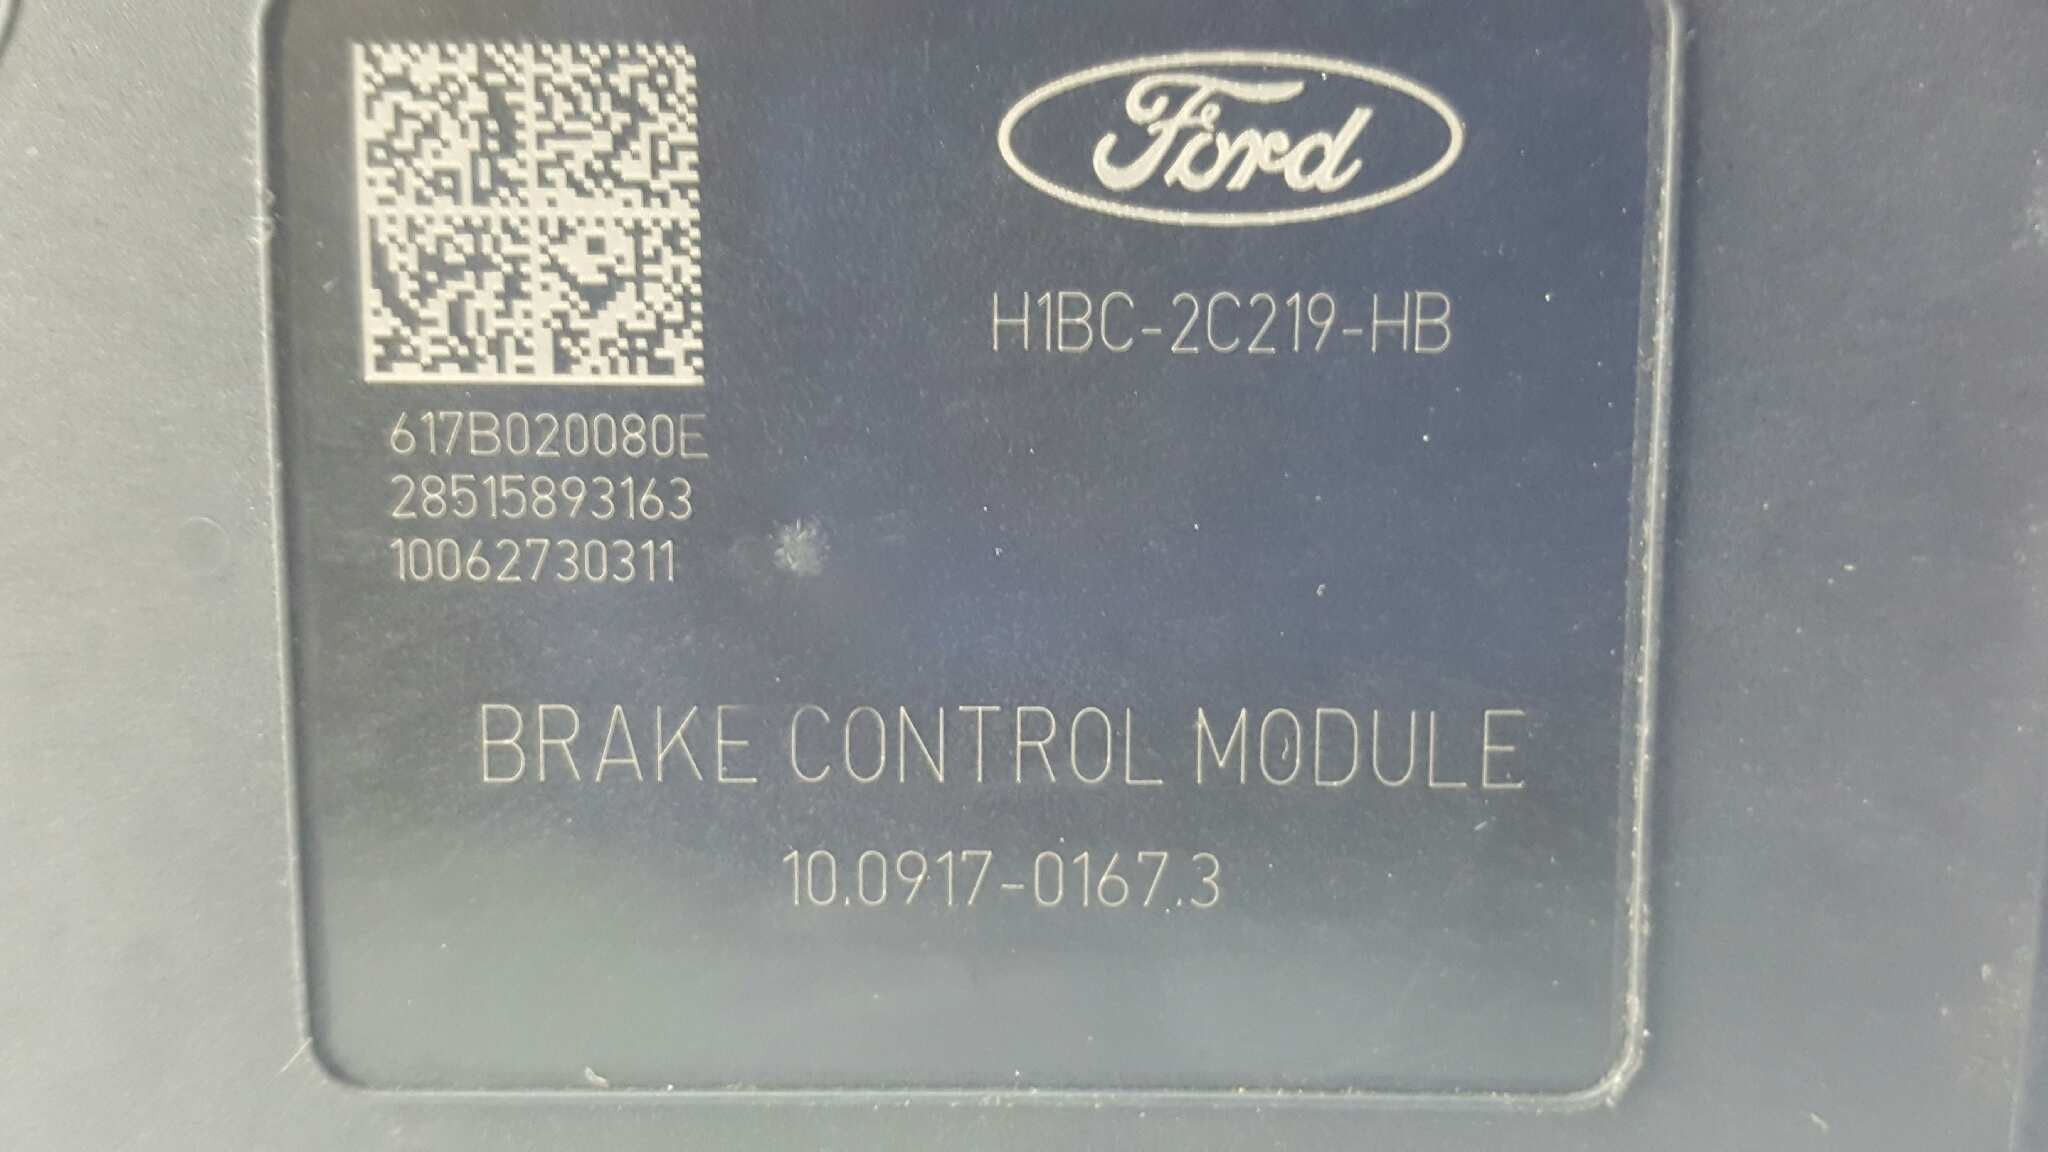 Ford
H1BC-2C219-HB
617B020080E
28515893163
10062730311
BRAKE CONTROL MODULE
10.0917-0167.3